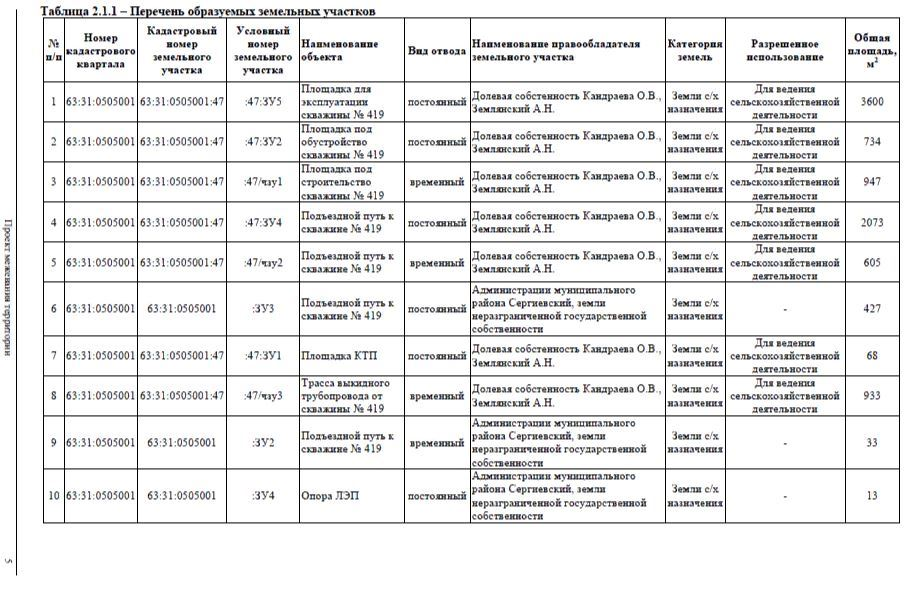 Таблица 2.1.1 – Перечень образуемых земельных участков
№ п/п
Номер кадастрового квартала
Кадастровый номер земельного участка
Условный номер земельного участка
Наименование объекта
Вид отвода
Наименование правообладателя земельного участка
Категория земель
Разрешенное использование
Общая площадь, м²
1 63:31:0505001 63:31:0505001:47 :47:ЗУ5 Площадка для эксплуатации скважины № 419 постоянный Долевая собстенность Кандраева О.В., Землянский А.Н. Земли с/х назначения Для ведения сельскохозяйственной деятельности 3600
2 63:31:0505001 63:31:0505001:47 :47:ЗУ2 Площадка под обустройство скважины № 419 постоянный Долевая собстенность Кандраева О.В., Землянский А.Н. Земли с/х назначения Для ведения сельскохозяйственной деятельности 734
3 63:31:0505001 63:31:0505001:47 :47/чзу1 Площадка под строительство скважины № 419 временный Долевая собстенность Кандраева О.В., Землянский А.Н. Земли с/х назначения Для ведения сельскохозяйственной деятельности 947
4 63:31:0505001 63:31:0505001:47 :47:ЗУ4 Подъездной путь к скважине № 419 постоянный Долевая собстенность Кандраева О.В., Землянский А.Н. Земли с/х назначения Для ведения сельскохозяйственной деятельности 2073
5 63:31:0505001 63:31:0505001:47 :47/чзу2 Подъездной путь к скважине № 419 временный Долевая собстенность Кандраева О.В., Землянский А.Н. Земли с/х назначения Для ведения сельскохозяйственной деятельности 605
6 63:31:0505001 63:31:0505001 :ЗУ3 Подъездной путь к скважине № 419 постоянный Администрации муниципального района Сергиевский, земли неразграниченной государственной собственности Земли с/х назначения - 427
7 63:31:0505001 63:31:0505001:47 :47:ЗУ1 Площадка КТП постоянный Долевая собстенность Кандраева О.В., Землянский А.Н. Земли с/х назначения Для ведения сельскохозяйственной деятельности 68
8 63:31:0505001 63:31:0505001:47 :47/чзу3 Трасса выкидного трубопровода от скважины № 419 временный Долевая собстенность Кандраева О.В., Землянский А.Н. Земли с/х назначения Для ведения сельскохозяйственной деятельности 933
9 63:31:0505001 63:31:0505001 :ЗУ2 Подъездной путь к скважине № 419 временный Администрации муниципального района Сергиевский, земли неразграниченной государственной собственности Земли с/х назначения - 33
10 63:31:0505001 63:31:0505001 :ЗУ4 Опора ЛЭП постоянный Администрации муниципального района Сергиевский, земли неразграниченной государственной собственности Земли с/х назначения - 13
Проект межевания территории
5